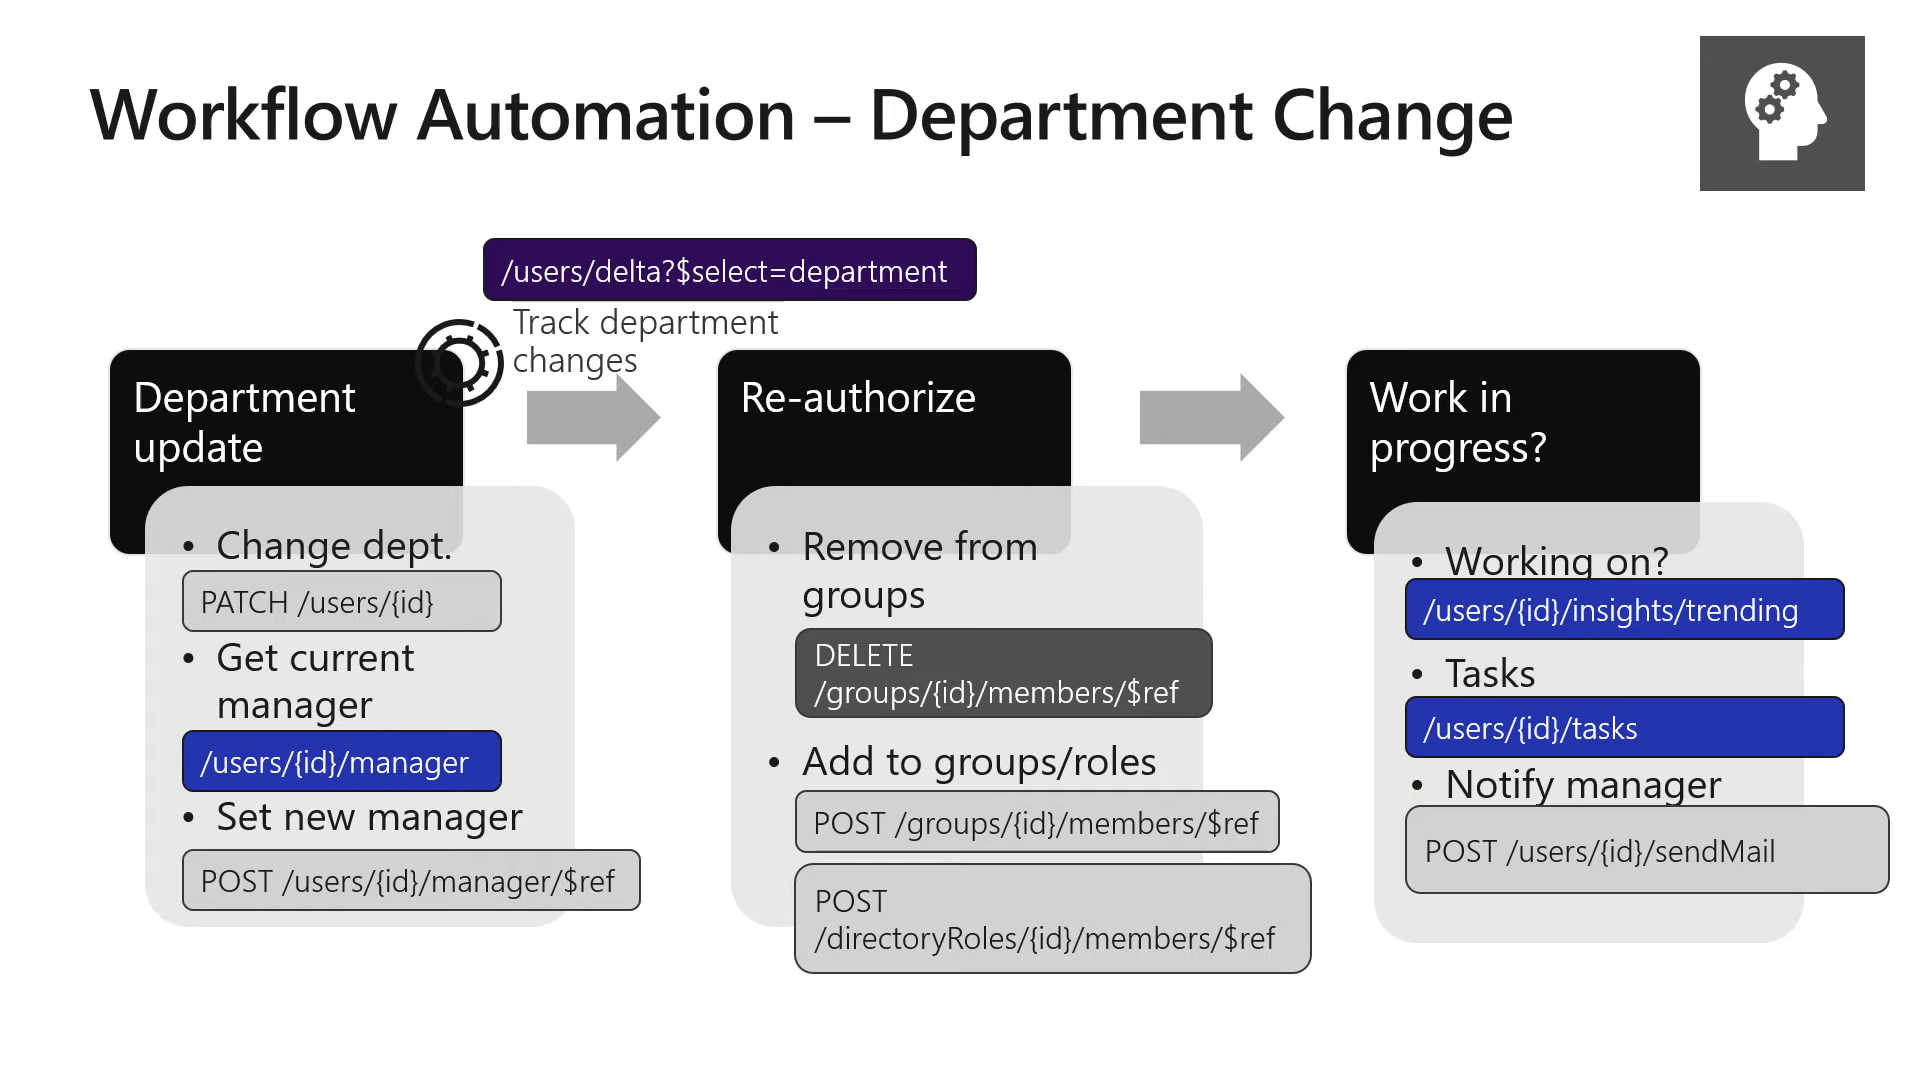 Workflow Automation – Department Change
/users/delta?$select=department
Track department
changes
Department
update
• Change dept.
PATCH /users/{id}
• Get current
manager
/users/{id}/manager
• Set new manager
POST /users/{id}/manager/$ref
Re-authorize
• Remove from
groups
DELETE
/groups/{id}/members/$ref
• Add to groups/roles
POST /groups/{id}/members/$ref
POST
/directoryRoles/{id}/members/$ref
Work in
progress?
• Working on?
/users/{id}/insights/trending
• Tasks
/users/{id}/tasks
• Notify manager
POST /users/{id}/sendMail